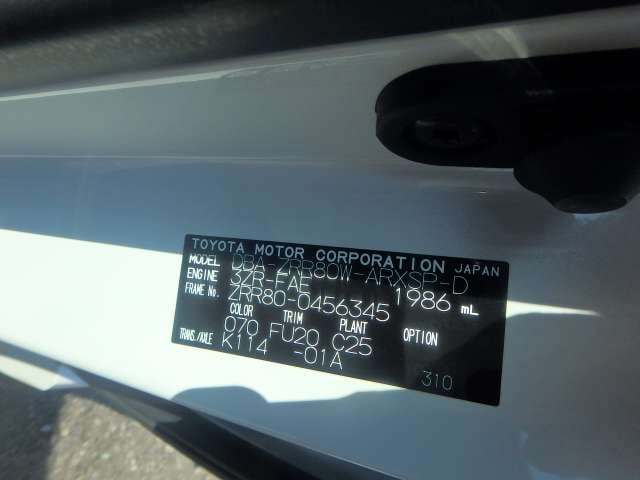 TOYOTA MOTOR CORPORATION JAPAN
MODEL DBA-ZRR80W-ARXSP-D
ENGINE 3ZR-FAE 1986 mL
FRAME No. ZRR80-0456345
COLOR TRIM PLANT OPTION
070 FU20 C25
TRANS./AXLE K114 -01A
310